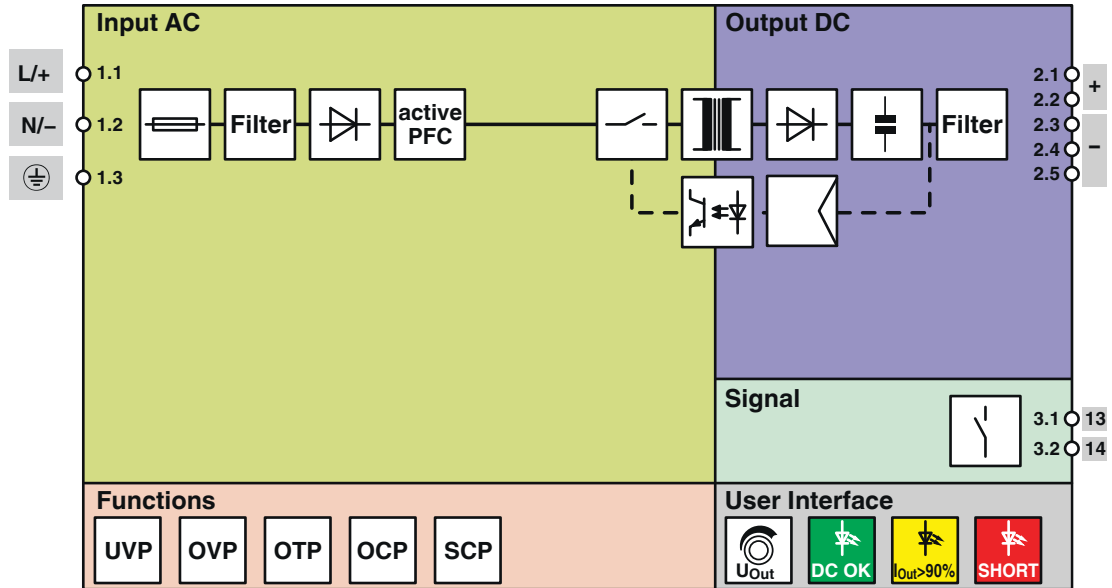 Input AC
Output DC
L/+
1.1
N/–
1.2
1.3
Filter
active
PFC
Filter
2.1
2.2
2.3
2.4
2.5
+
–
Signal
3.1
13
3.2
14
Functions
UVP
OVP
OTP
OCP
SCP
User Interface
UOut
DC OK
IOut>90%
SHORT